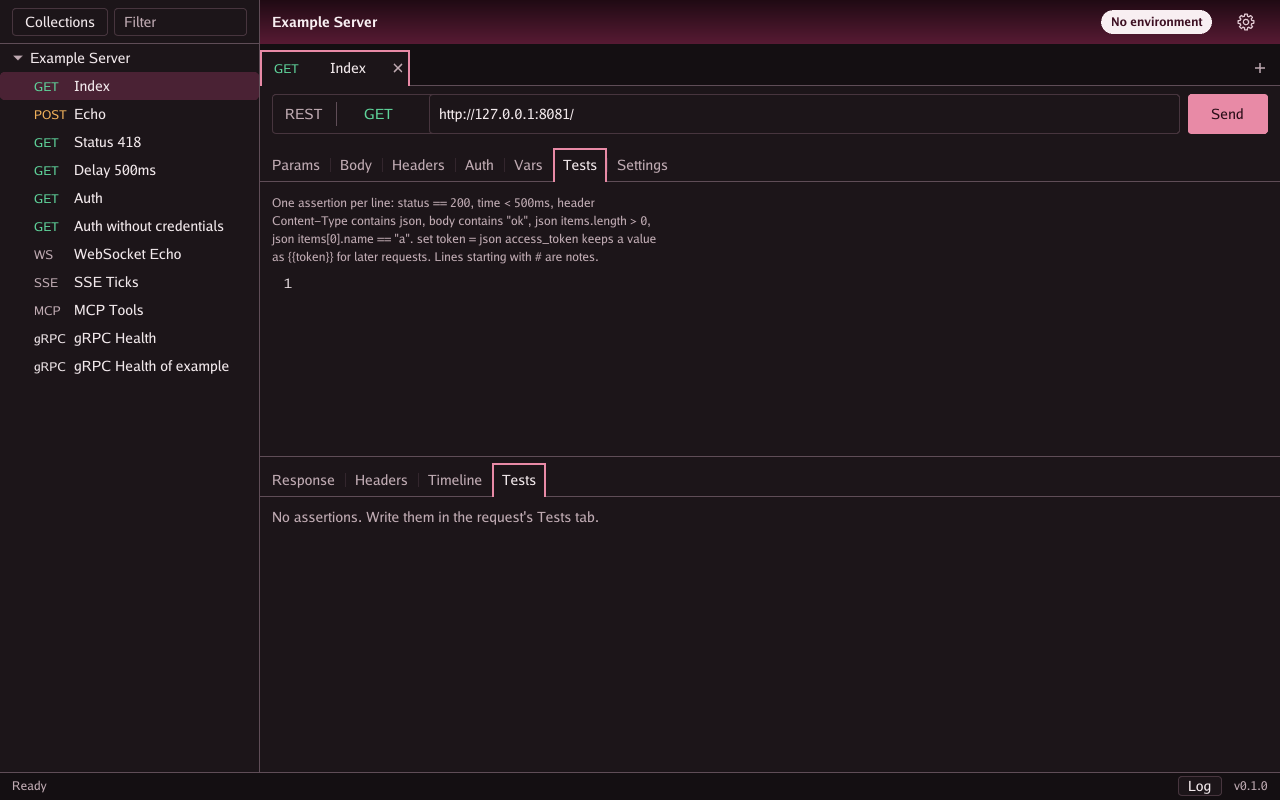 Collections
Filter
Example Server
No environment
Example Server
GET Index
POST Echo
GET Status 418
GET Delay 500ms
GET Auth
GET Auth without credentials
WS WebSocket Echo
SSE SSE Ticks
MCP MCP Tools
gRPC gRPC Health
gRPC gRPC Health of example
GET Index
REST GET http://127.0.0.1:8081/ Send
Params Body Headers Auth Vars Tests Settings
One assertion per line: status == 200, time < 500ms, header
Content-Type contains json, body contains "ok", json items.length > 0,
json items[0].name == "a". set token = json access_token keeps a value
as {{token}} for later requests. Lines starting with # are notes.
1
Response Headers Timeline Tests
No assertions. Write them in the request's Tests tab.
Ready
Log v0.1.0